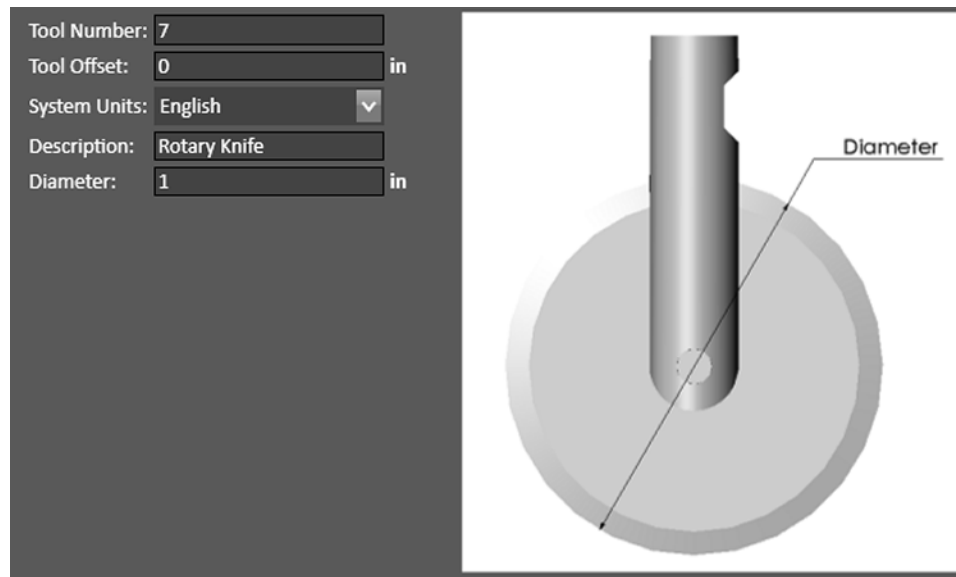 Tool Number: 7
Tool Offset: 0 in
System Units: English
Description: Rotary Knife
Diameter: 1 in
Diameter